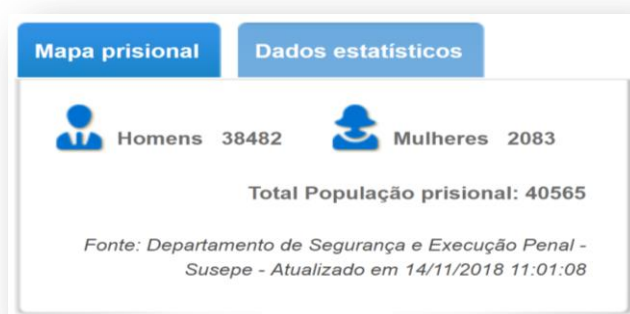 Mapa prisional Dados estatísticos
Homens 38482 Mulheres 2083
Total População prisional: 40565
Fonte: Departamento de Segurança e Execução Penal -
Susepe - Atualizado em 14/11/2018 11:01:08